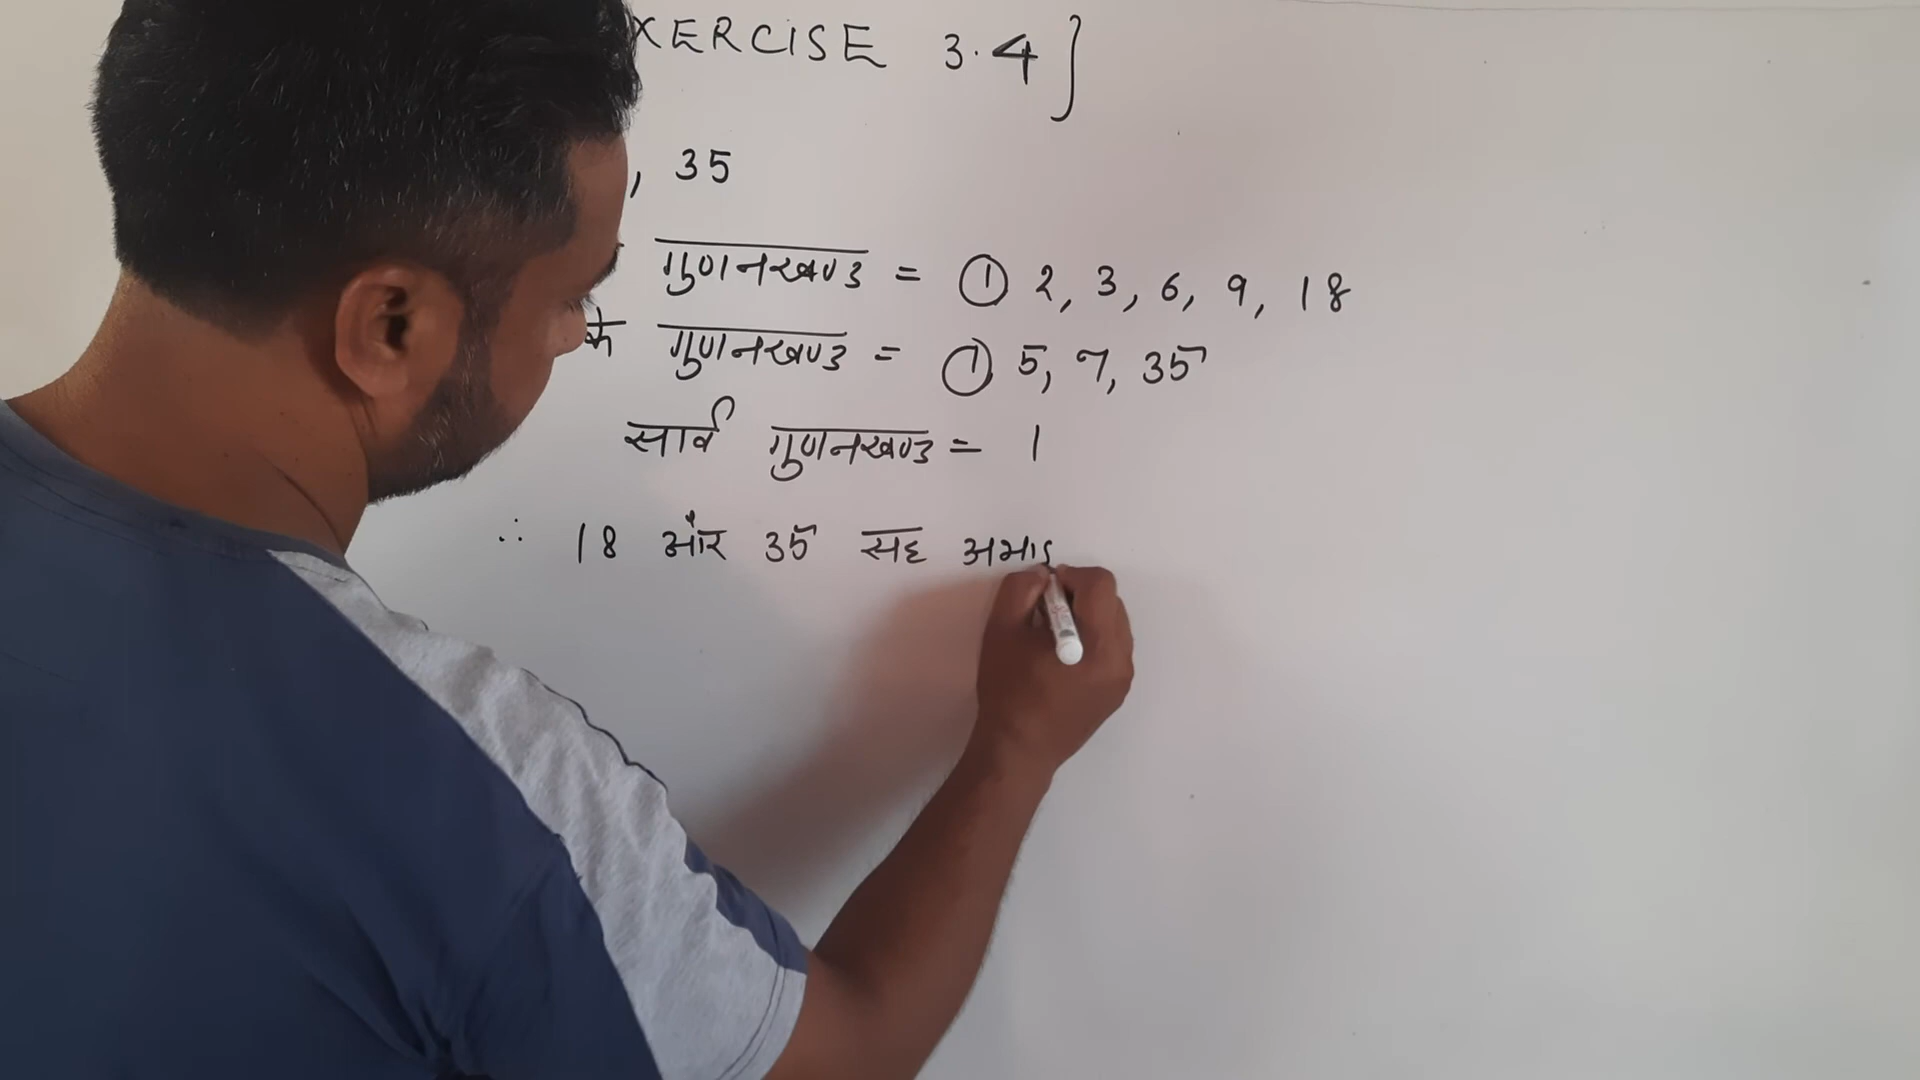 XERCISE 3.4]
, 35
गुणनखण्ड = ① 2, 3, 6, 9, 18
के गुणनखण्ड = ① 5, 7, 35
सार्व गुणनखण्ड = 1
∴ 18 और 35 सह अभा